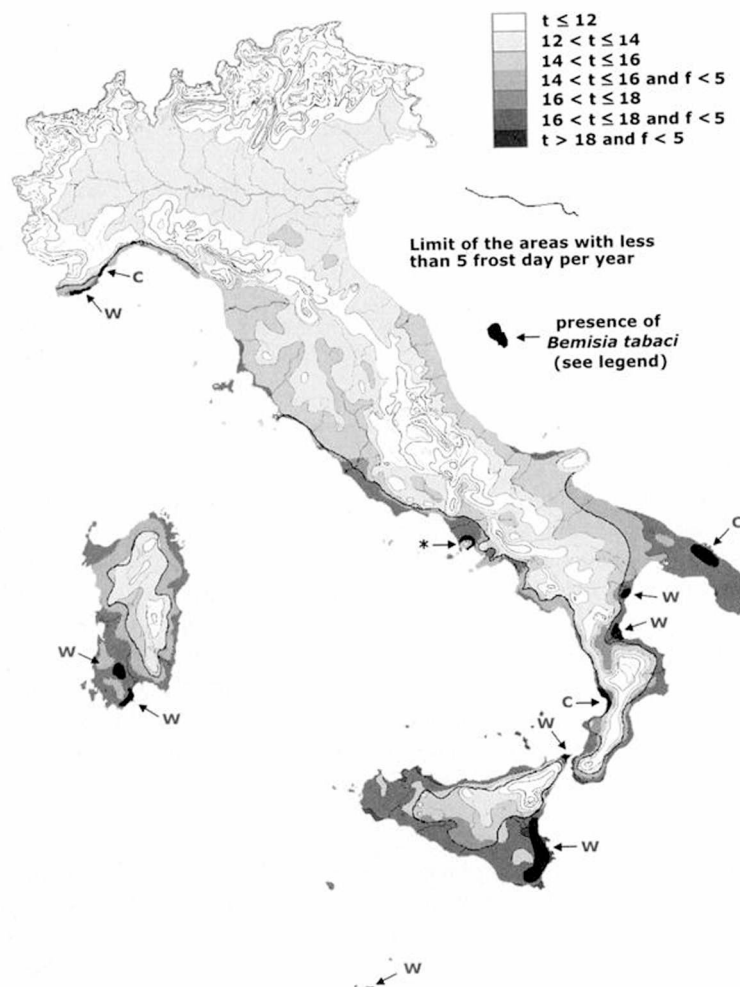 t ≤ 12
12 < t ≤ 14
14 < t ≤ 16
14 < t ≤ 16 and f < 5
16 < t ≤ 18
16 < t ≤ 18 and f < 5
t > 18 and f < 5
Limit of the areas with less
than 5 frost day per year
presence of
Bemisia tabaci
(see legend)
C
W
C
*
W
W
W
W
C
W
W
W